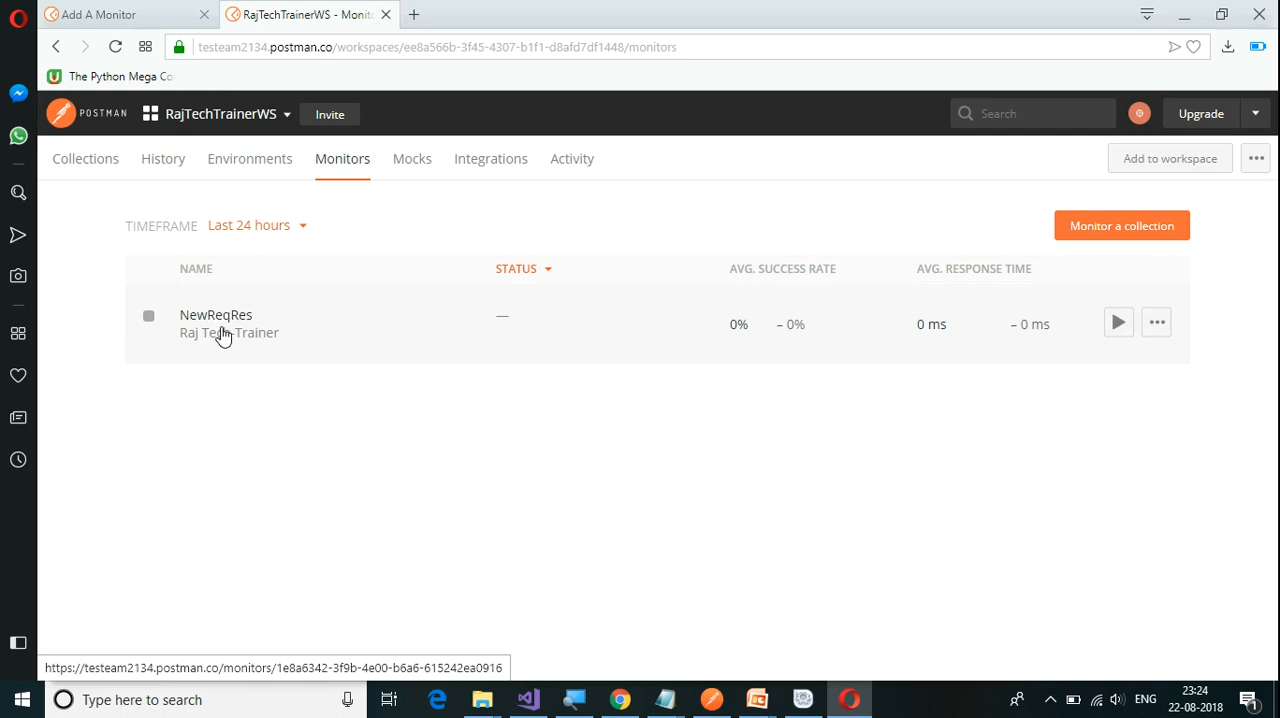 Add A Monitor
RajTechTrainerWS - Monit
testeam2134.postman.co/workspaces/ee8a566b-3f45-4307-b1f1-d8afd7df1448/monitors
The Python Mega Co
POSTMAN
RajTechTrainerWS
Invite
Search
Upgrade
Collections
History
Environments
Monitors
Mocks
Integrations
Activity
Add to workspace
TIMEFRAME Last 24 hours
Monitor a collection
NAME
STATUS
AVG. SUCCESS RATE
AVG. RESPONSE TIME
NewReqRes
Raj Tech Trainer
—
0% – 0%
0 ms – 0 ms
https://testeam2134.postman.co/monitors/1e8a6342-3f9b-4e00-b6a6-615242ea0916
Type here to search
ENG
23:24
22-08-2018
1